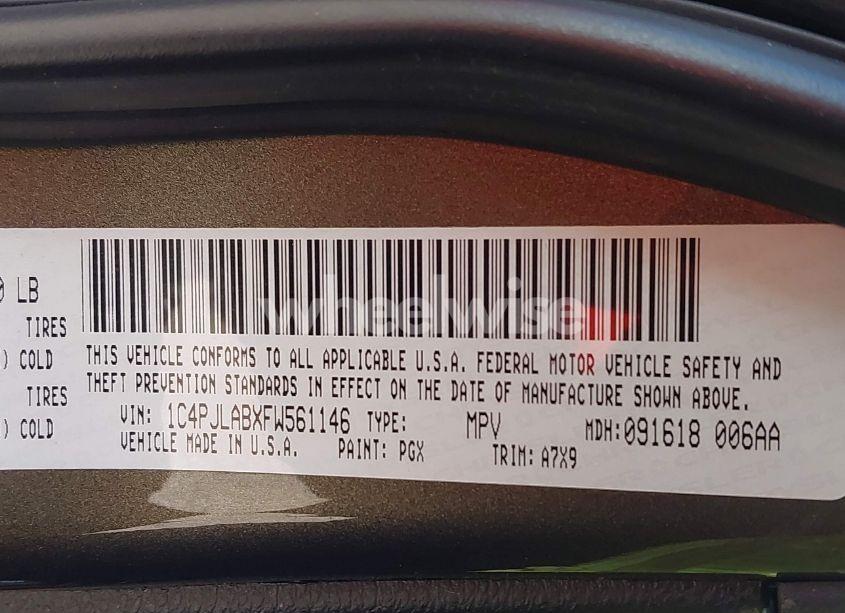 0 LB
TIRES
) COLD
TIRES
) COLD
wheelwise
THIS VEHICLE CONFORMS TO ALL APPLICABLE U.S.A. FEDERAL MOTOR VEHICLE SAFETY AND
THEFT PREVENTION STANDARDS IN EFFECT ON THE DATE OF MANUFACTURE SHOWN ABOVE.
VIN: 1C4PJLABXFW561146 TYPE: MPV MDH:091618 006AA
VEHICLE MADE IN U.S.A. PAINT: PGX TRIM: A7X9